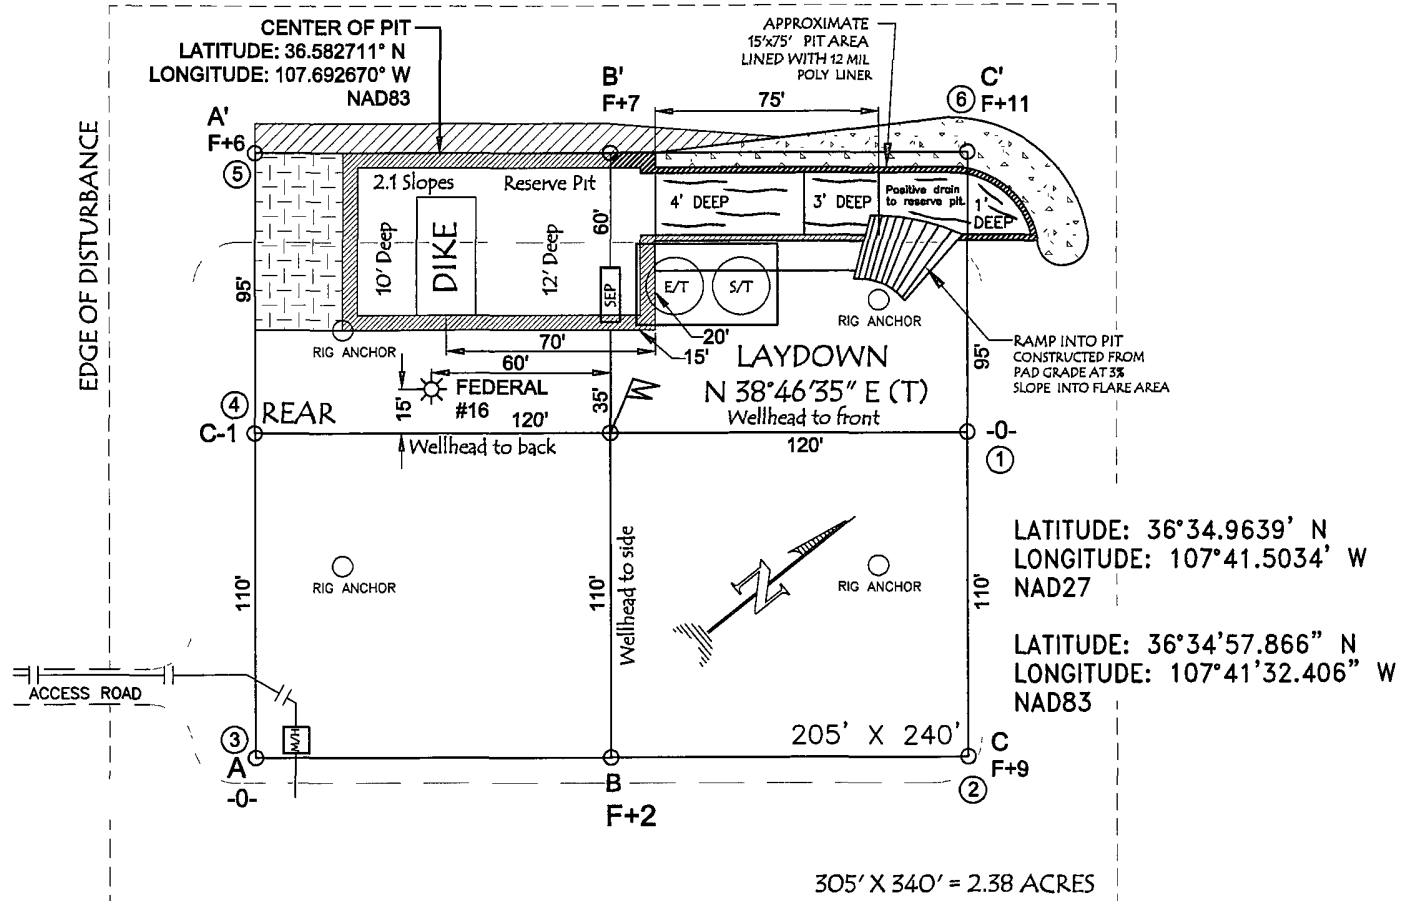 CENTER OF PIT
LATITUDE: 36.582711° N
LONGITUDE: 107.692670° W
NAD83
APPROXIMATE
15'x75' PIT AREA
LINED WITH 12 MIL
POLY LINER
A'
F+6
5
B'
F+7
75'
6
C'
F+11
EDGE OF DISTURBANCE
2.1 Slopes
Reserve Pit
10' Deep
DIKE
12' Deep
60'
SEP
4' DEEP
3' DEEP
Positive drain
to reserve pit.
1'
DEEP
E/T
S/T
95'
RIG ANCHOR
RIG ANCHOR
70'
20'
15'
60'
RAMP INTO PIT
CONSTRUCTED FROM
PAD GRADE AT 3%
SLOPE INTO FLARE AREA
95'
LAYDOWN
N 38°46'35" E (T)
Wellhead to front
120'
15'
FEDERAL
#16
35'
M
4
REAR
C-1
120'
Wellhead to back
-0-
1
110'
RIG ANCHOR
110'
Wellhead to side
N
RIG ANCHOR
110'
LATITUDE: 36°34.9639' N
LONGITUDE: 107°41.5034' W
NAD27
LATITUDE: 36°34'57.866" N
LONGITUDE: 107°41'32.406" W
NAD83
ACCESS ROAD
M/H
3
A
-0-
B
F+2
205' X 240'
C
F+9
2
305' X 340' = 2.38 ACRES